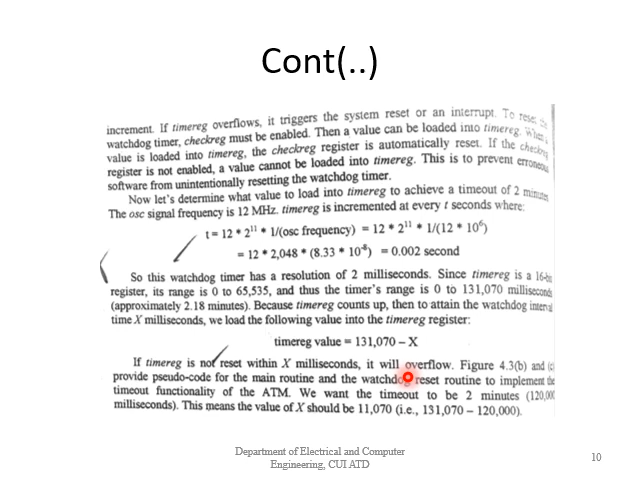 Cont(..)
increment. If timereg overflows, it triggers the system reset or an interrupt. To reset the
watchdog timer, checkreg must be enabled. Then a value can be loaded into timereg. When a
value is loaded into timereg, the checkreg register is automatically reset. If the checkreg
register is not enabled, a value cannot be loaded into timereg. This is to prevent erroneous
software from unintentionally resetting the watchdog timer.
Now let's determine what value to load into timereg to achieve a timeout of 2 minutes.
The osc signal frequency is 12 MHz. timereg is incremented at every t seconds where:
t = 12 * 2¹¹ * 1/(osc frequency) = 12 * 2¹¹ * 1/(12 * 10⁶)
= 12 * 2,048 * (8.33 * 10⁻⁸) = 0.002 second
So this watchdog timer has a resolution of 2 milliseconds. Since timereg is a 16-bit
register, its range is 0 to 65,535, and thus the timer's range is 0 to 131,070 milliseconds
(approximately 2.18 minutes). Because timereg counts up, then to attain the watchdog interval
time X milliseconds, we load the following value into the timereg register:
timereg value = 131,070 – X
If timereg is not reset within X milliseconds, it will overflow. Figure 4.3(b) and (c)
provide pseudo-code for the main routine and the watchdog reset routine to implement the
timeout functionality of the ATM. We want the timeout to be 2 minutes (120,000
milliseconds). This means the value of X should be 11,070 (i.e., 131,070 – 120,000).
Department of Electrical and Computer
Engineering, CUI ATD
10